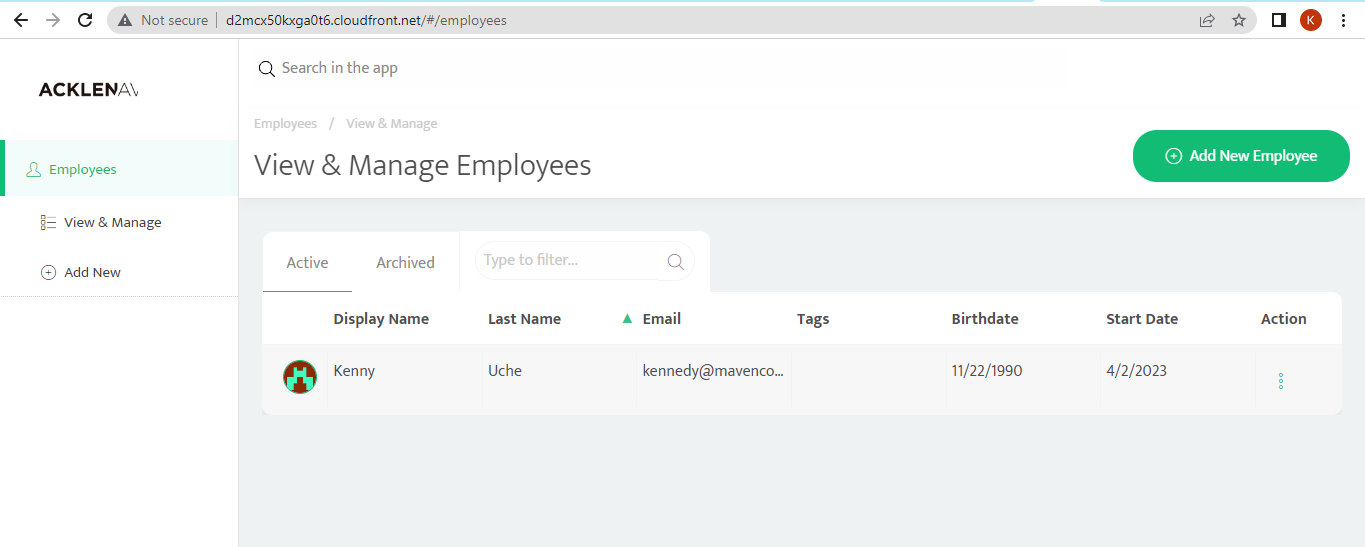 Not secure d2mcx50kxga0t6.cloudfront.net/#/employees K
ACKLENAV
Search in the app
Employees / View & Manage
View & Manage Employees
Add New Employee
Employees
View & Manage
Add New
Active Archived Type to filter...
Display Name Last Name Email Tags Birthdate Start Date Action
Kenny Uche kennedy@mavenco... 11/22/1990 4/2/2023